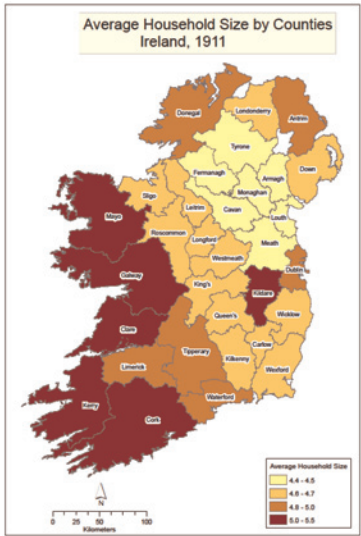 Average Household Size by Counties
Ireland, 1911
Donegal
Londonderry
Antrim
Tyrone
Fermanagh
Armagh
Down
Monaghan
Sligo
Leitrim
Cavan
Louth
Mayo
Roscommon
Longford
Meath
Westmeath
Galway
Dublin
King's
Kildare
Queen's
Wicklow
Clare
Carlow
Tipperary
Kilkenny
Limerick
Wexford
Waterford
Kerry
Cork
N
0 25 50 100
Kilometers
Average Household Size
4.4 - 4.5
4.6 - 4.7
4.8 - 5.0
5.0 - 5.5